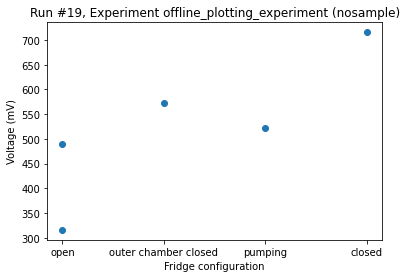 Run #19, Experiment offline_plotting_experiment (nosample)
700
650
600
550
500
450
400
350
300
Voltage (mV)
open
outer chamber closed
pumping
closed
Fridge configuration